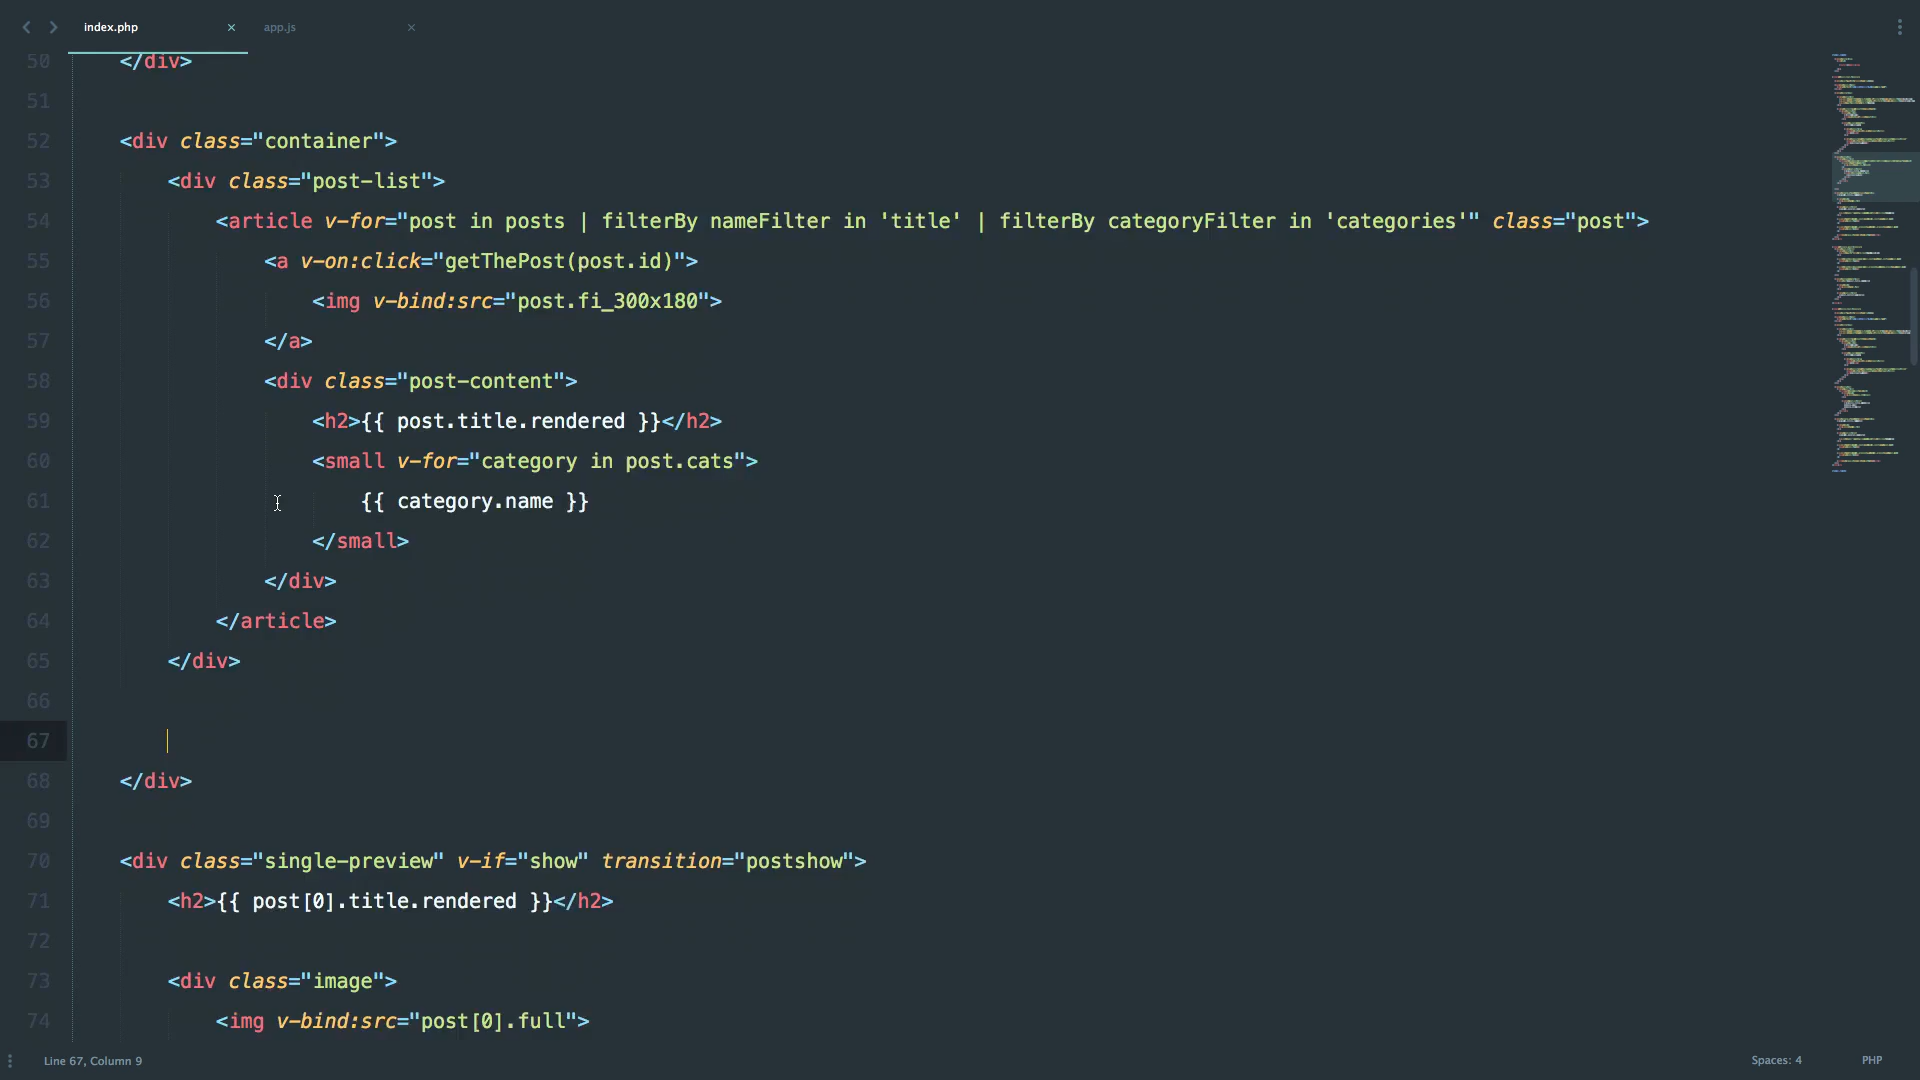 index.php × app.js ×
50 </div>
51
52 <div class="container">
53 <div class="post-list">
54 <article v-for="post in posts | filterBy nameFilter in 'title' | filterBy categoryFilter in 'categories'" class="post">
55 <a v-on:click="getThePost(post.id)">
56 <img v-bind:src="post.fi_300x180">
57 </a>
58 <div class="post-content">
59 <h2>{{ post.title.rendered }}</h2>
60 <small v-for="category in post.cats">
61 {{ category.name }}
62 </small>
63 </div>
64 </article>
65 </div>
66
67
68 </div>
69
70 <div class="single-preview" v-if="show" transition="postshow">
71 <h2>{{ post[0].title.rendered }}</h2>
72
73 <div class="image">
74 <img v-bind:src="post[0].full">
Line 67, Column 9 Spaces: 4 PHP